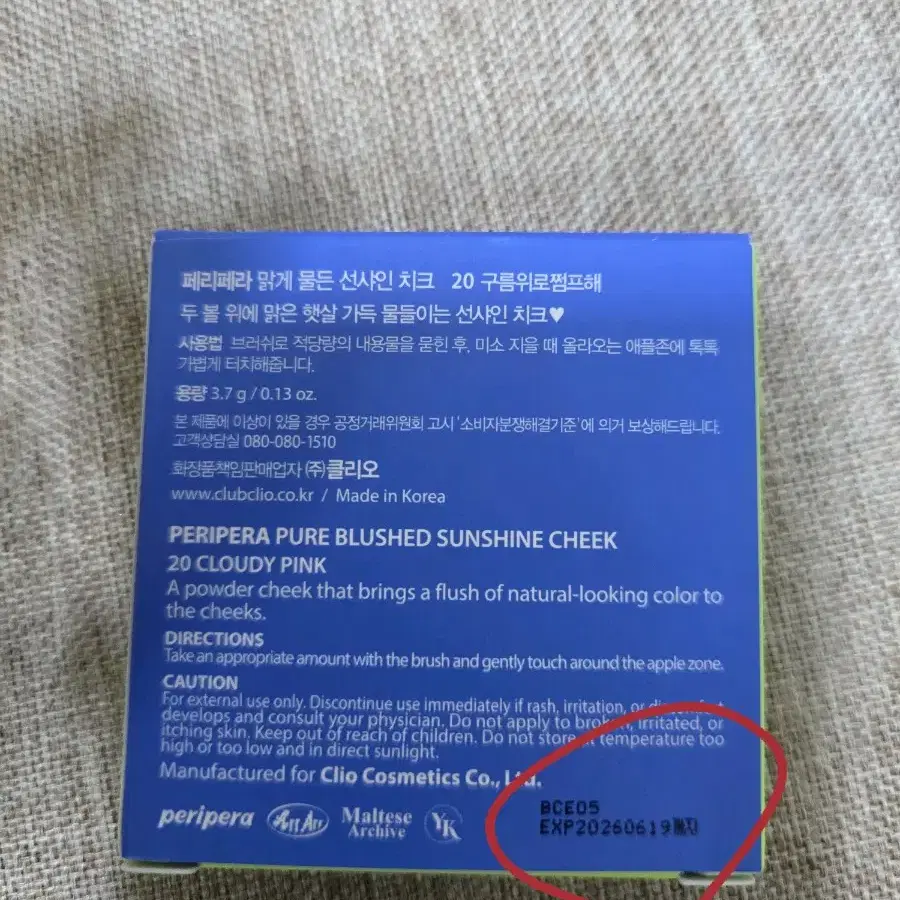 페리페라 맑게 물든 선샤인 치크 20 구름위로쩜프해
두 볼 위에 맑은 햇살 가득 물들이는 선샤인 치크♥
사용법 브러쉬로 적당량의 내용물을 묻힌 후, 미소 지을 때 올라오는 애플존에 톡톡
가볍게 터치해줍니다.
용량 3.7 g / 0.13 oz.
본 제품에 이상이 있을 경우 공정거래위원회 고시 '소비자분쟁해결기준'에 의거 보상해드립니다.
고객상담실 080-080-1510
화장품책임판매업자 (주)클리오
www.clubclio.co.kr / Made in Korea
PERIPERA PURE BLUSHED SUNSHINE CHEEK
20 CLOUDY PINK
A powder cheek that brings a flush of natural-looking color to
the cheeks.
DIRECTIONS
Take an appropriate amount with the brush and gently touch around the apple zone.
CAUTION
For external use only. Discontinue use immediately if rash, irritation, or discomfort
develops and consult your physician. Do not apply to broken, irritated, or
itching skin. Keep out of reach of children. Do not store at temperature too
high or too low and in direct sunlight.
Manufactured for Clio Cosmetics Co., Ltd.
peripera
Maltese
Archive
YK
BCE05
EXP20260619까지